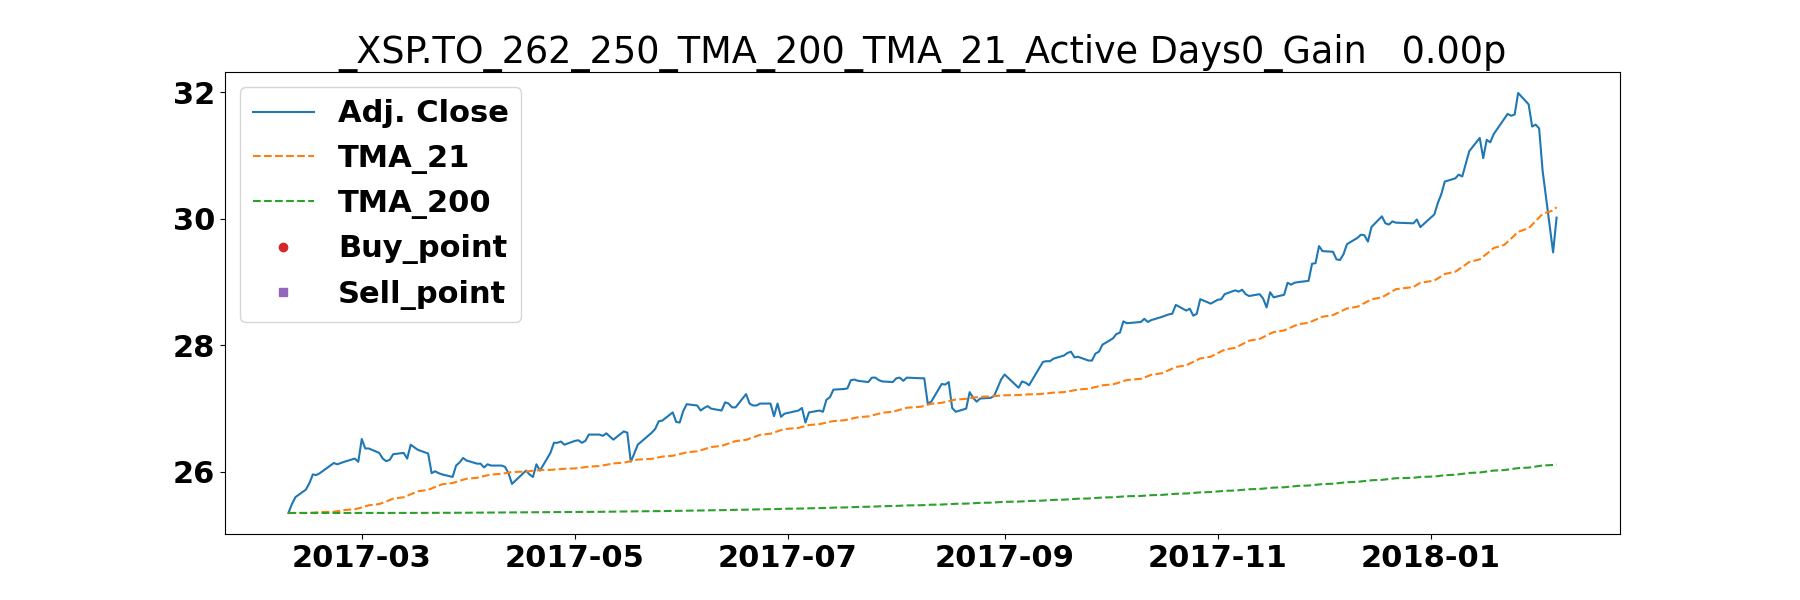 _XSP.TO_262_250_TMA_200_TMA_21_Active Days0_Gain   0.00p
Adj. Close
TMA_21
TMA_200
Buy_point
Sell_point
32
30
28
26
2017-03 2017-05 2017-07 2017-09 2017-11 2018-01